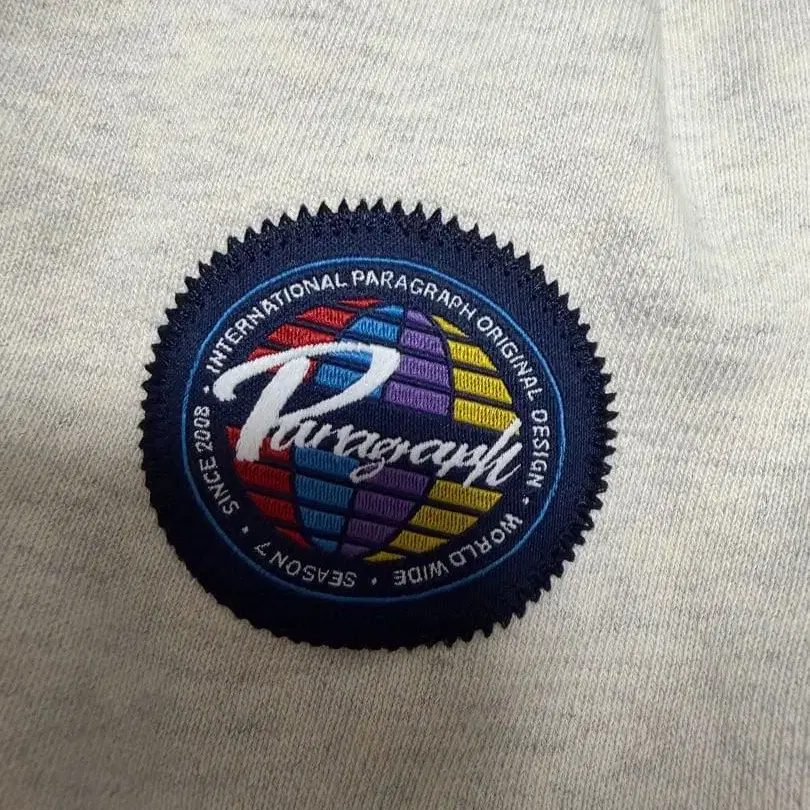 INTERNATIONAL PARAGRAPH ORIGINAL DESIGN • WORLD WIDE • SEASON 7 • SINCE 2008 •
Paragraph